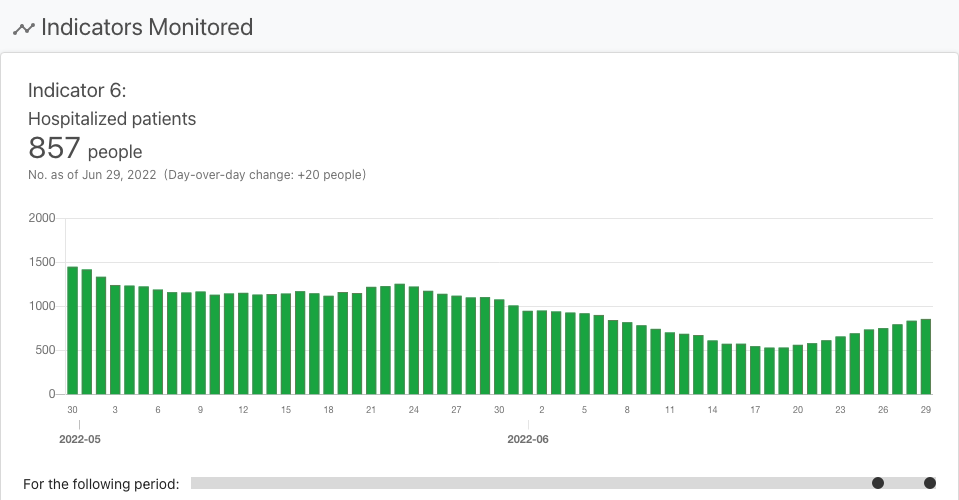 Indicators Monitored
Indicator 6:
Hospitalized patients
857 people
No. as of Jun 29, 2022 (Day-over-day change: +20 people)
2000
1500
1000
500
0
30 3 6 9 12 15 18 21 24 27 30 2 5 8 11 14 17 20 23 26 29
2022-05 2022-06
For the following period: